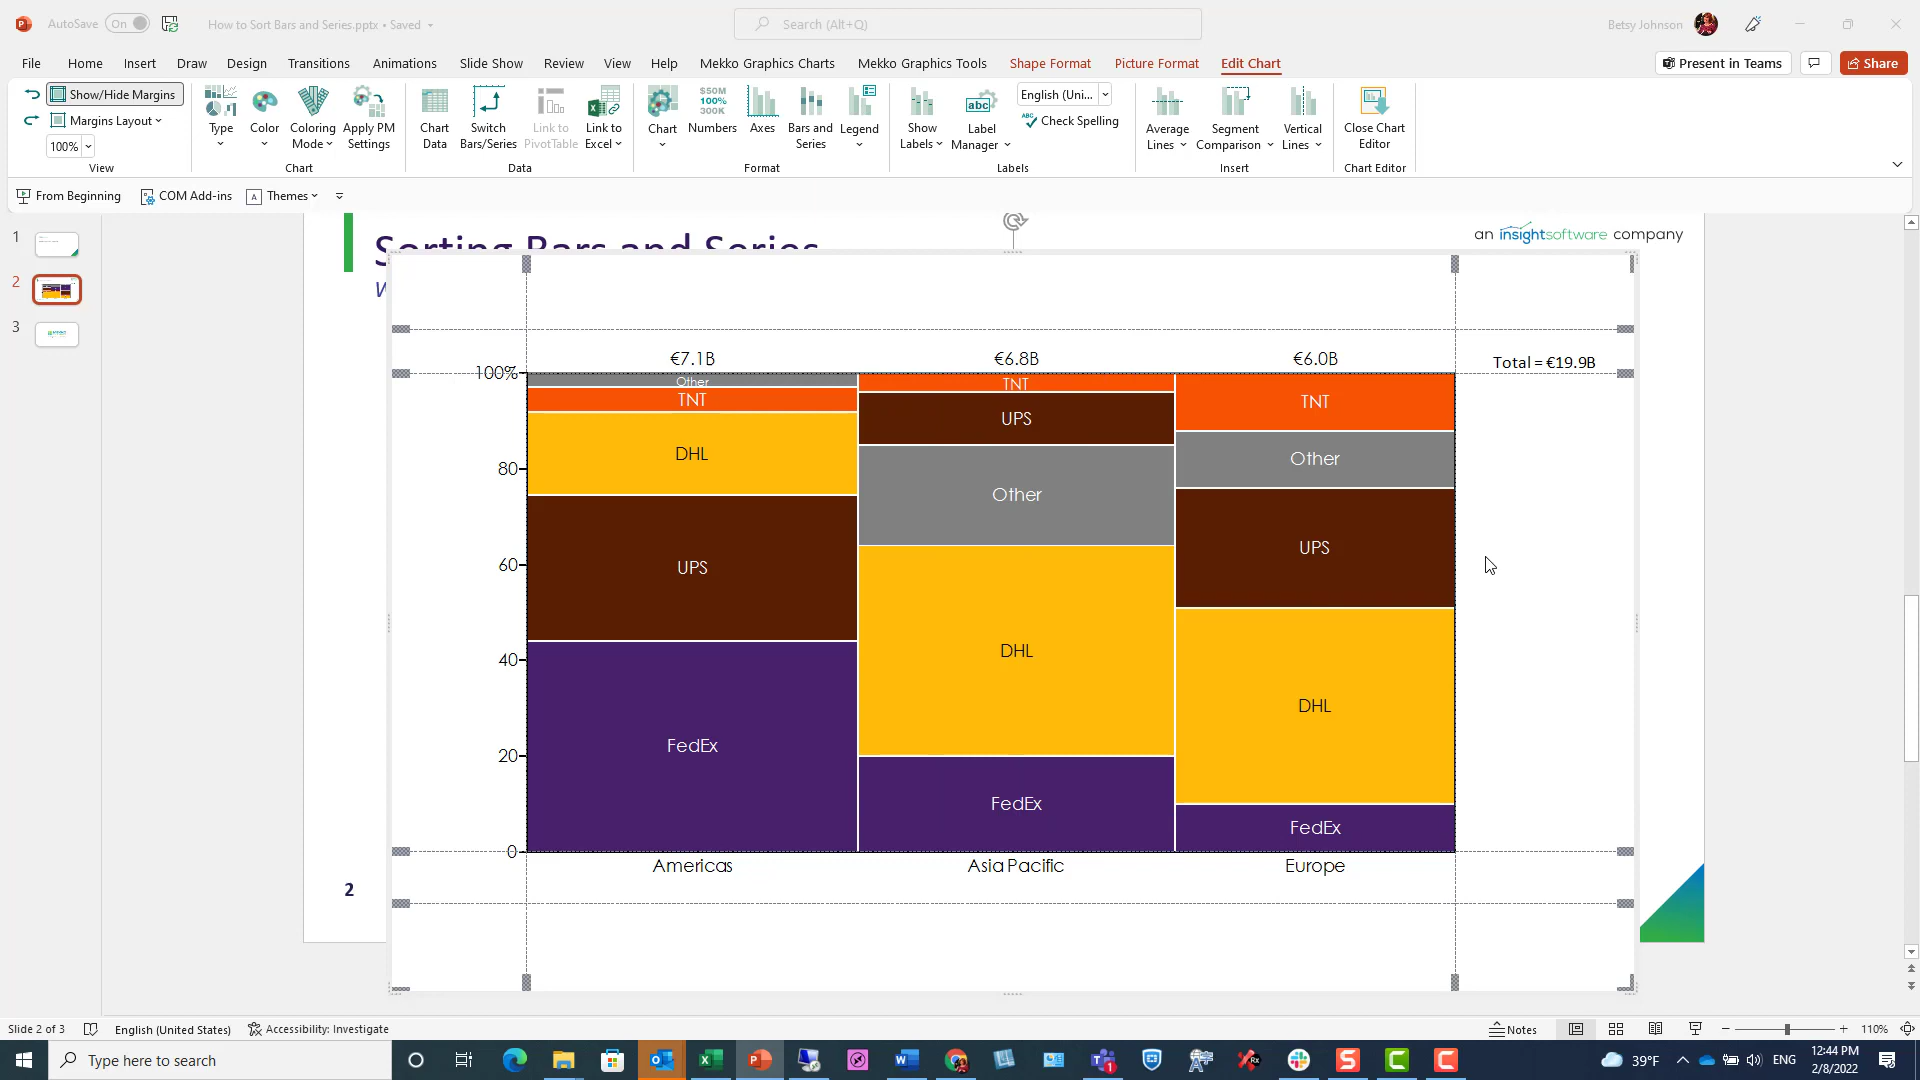 AutoSave On How to Sort Bars and Series.pptx • Saved Search (Alt+Q) Betsy Johnson
File Home Insert Draw Design Transitions Animations Slide Show Review View Help Mekko Graphics Charts Mekko Graphics Tools Shape Format Picture Format Edit Chart Present in Teams Share
Show/Hide Margins
Margins Layout
100%
View
Type
Color
Coloring Mode
Apply PM Settings
Chart
Chart Data
Switch Bars/Series
Link to PivotTable
Link to Excel
Data
Chart
$50M
100%
300K
Numbers
Axes
Bars and Series
Legend
Format
Show Labels
abc
Label Manager
English (Uni...
ABC Check Spelling
Labels
Average Lines
Segment Comparison
Vertical Lines
Insert
Close Chart Editor
Chart Editor
From Beginning COM Add-ins A Themes
1
2
3
Sorting Bars and Series
an insightsoftware company
€7.1B €6.8B €6.0B Total = €19.9B
100%
80
60
40
20
0
Other
TNT
DHL
UPS
FedEx
TNT
UPS
Other
DHL
FedEx
TNT
Other
UPS
DHL
FedEx
Americas Asia Pacific Europe
2
Slide 2 of 3 English (United States) Accessibility: Investigate Notes 110%
Type here to search
39°F ENG 12:44 PM
2/8/2022